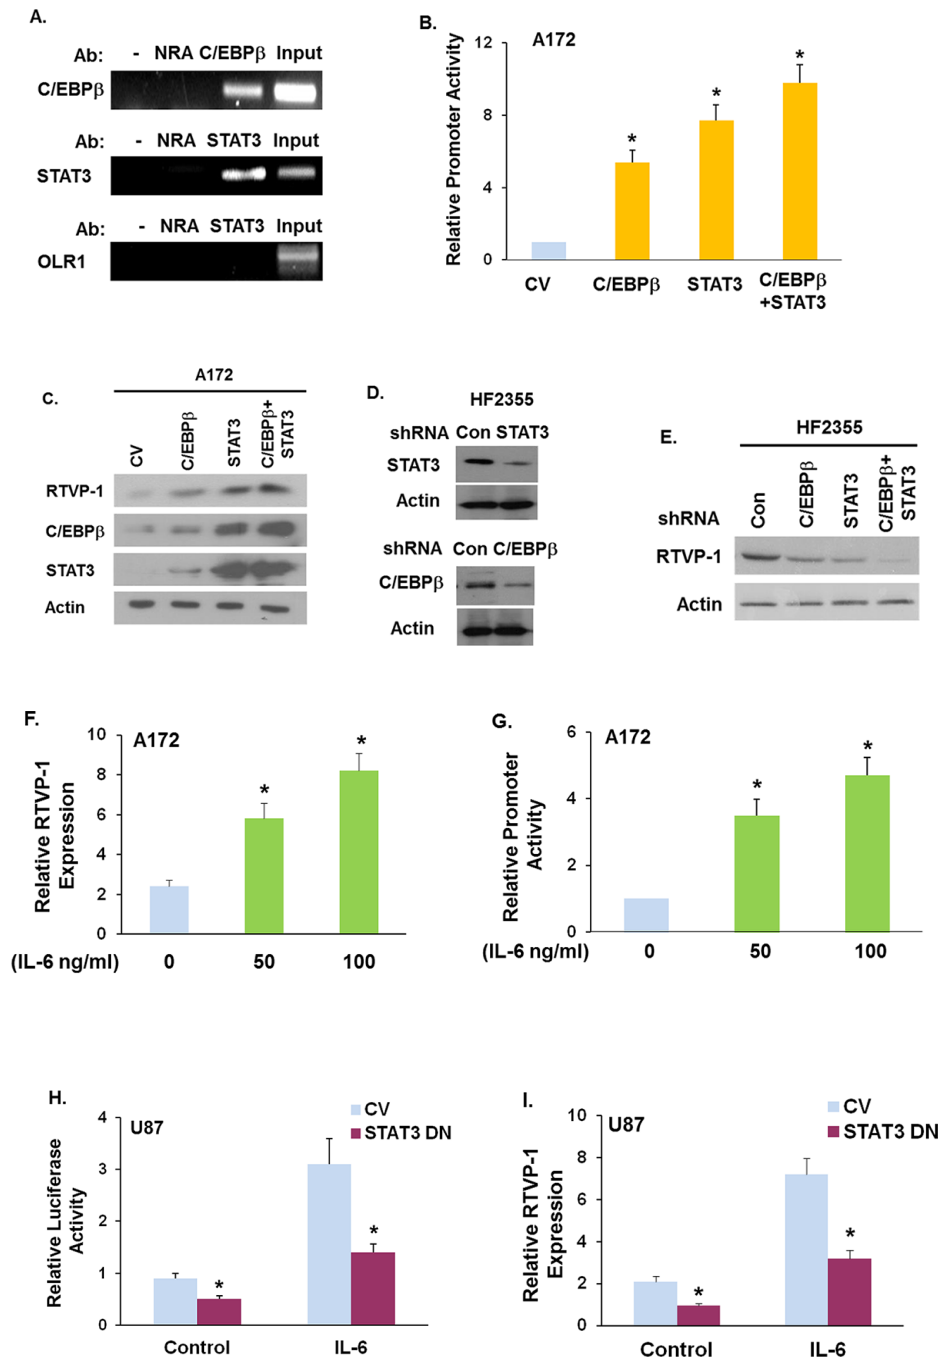 A.
Ab: - NRA C/EBPβ Input
C/EBPβ
Ab: - NRA STAT3 Input
STAT3
Ab: - NRA STAT3 Input
OLR1
B.
A172
Relative Promoter Activity
12
8
4
0
CV C/EBPβ STAT3 C/EBPβ
+STAT3
C.
A172
CV
C/EBPβ
STAT3
C/EBPβ+
STAT3
RTVP-1
C/EBPβ
STAT3
Actin
D.
HF2355
shRNA Con STAT3
STAT3
Actin
shRNA Con C/EBPβ
C/EBPβ
Actin
E.
HF2355
shRNA
Con
C/EBPβ
STAT3
C/EBPβ+
STAT3
RTVP-1
Actin
F.
A172
Relative RTVP-1
Expression
10
8
6
4
2
0
* *
(IL-6 ng/ml) 0 50 100
G.
A172
Relative Promoter
Activity
6
4
2
0
* *
(IL-6 ng/ml) 0 50 100
H.
U87
CV
STAT3 DN
Relative Luciferase
Activity
4
3
2
1
0
* *
Control IL-6
I.
U87
CV
STAT3 DN
Relative RTVP-1
Expression
10
8
6
4
2
0
* *
Control IL-6